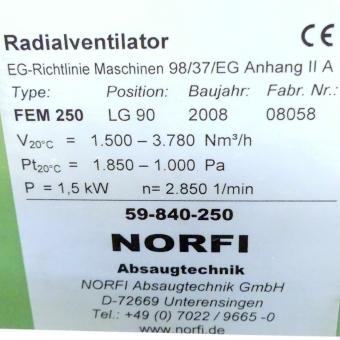 Radialventilator CE
EG-Richtlinie Maschinen 98/37/EG Anhang II A
Type: Position: Baujahr: Fabr. Nr.:
FEM 250 LG 90 2008 08058
V20°C = 1.500 – 3.780 Nm³/h
Pt20°C = 1.850 – 1.000 Pa
P = 1,5 kW n= 2.850 1/min
59-840-250
NORFI
Absaugtechnik
NORFI Absaugtechnik GmbH
D-72669 Unterensingen
Tel.: +49 (0) 7022 / 9665 -0
www.norfi.de